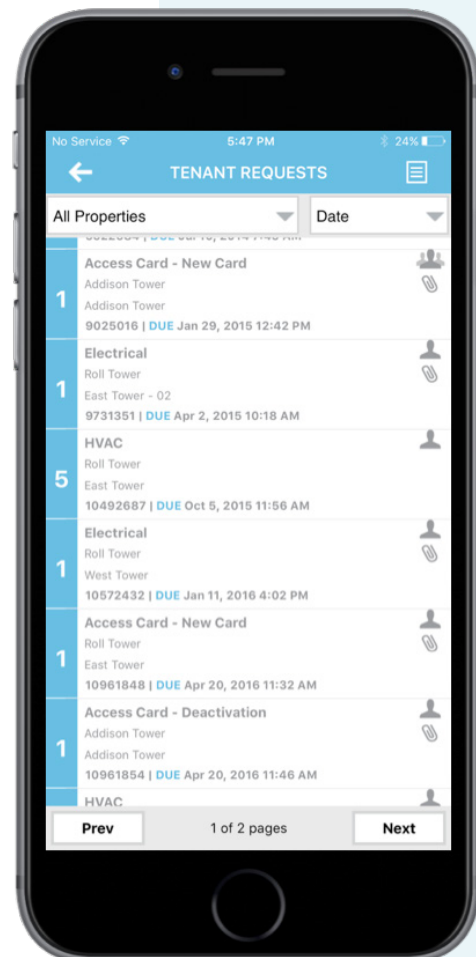 No Service 5:47 PM 24%
TENANT REQUESTS
All Properties Date
Access Card - New Card
1
Addison Tower
Addison Tower
9025016 | DUE Jan 29, 2015 12:42 PM
Electrical
1
Roll Tower
East Tower - 02
9731351 | DUE Apr 2, 2015 10:18 AM
HVAC
5
Roll Tower
East Tower
10492687 | DUE Oct 5, 2015 11:56 AM
Electrical
1
Roll Tower
West Tower
10572432 | DUE Jan 11, 2016 4:02 PM
Access Card - New Card
1
Roll Tower
East Tower
10961848 | DUE Apr 20, 2016 11:32 AM
Access Card - Deactivation
1
Addison Tower
Addison Tower
10961854 | DUE Apr 20, 2016 11:46 AM
HVAC
Prev 1 of 2 pages Next